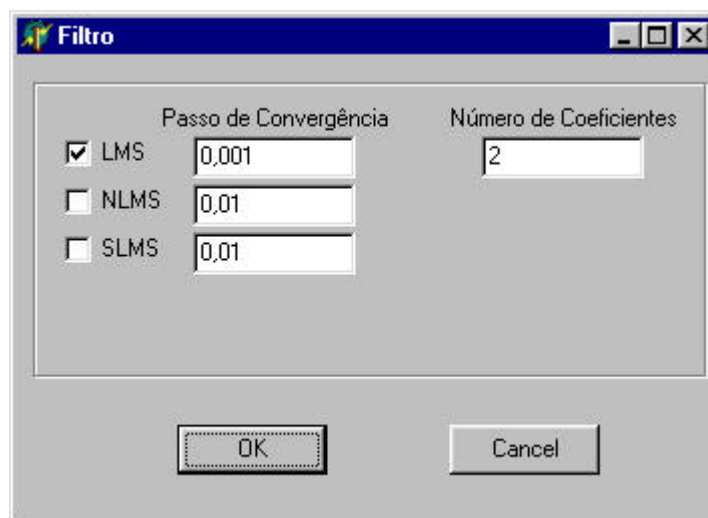 Filtro
Passo de Convergência Número de Coeficientes
LMS 0,001 2
NLMS 0,01
SLMS 0,01
OK Cancel